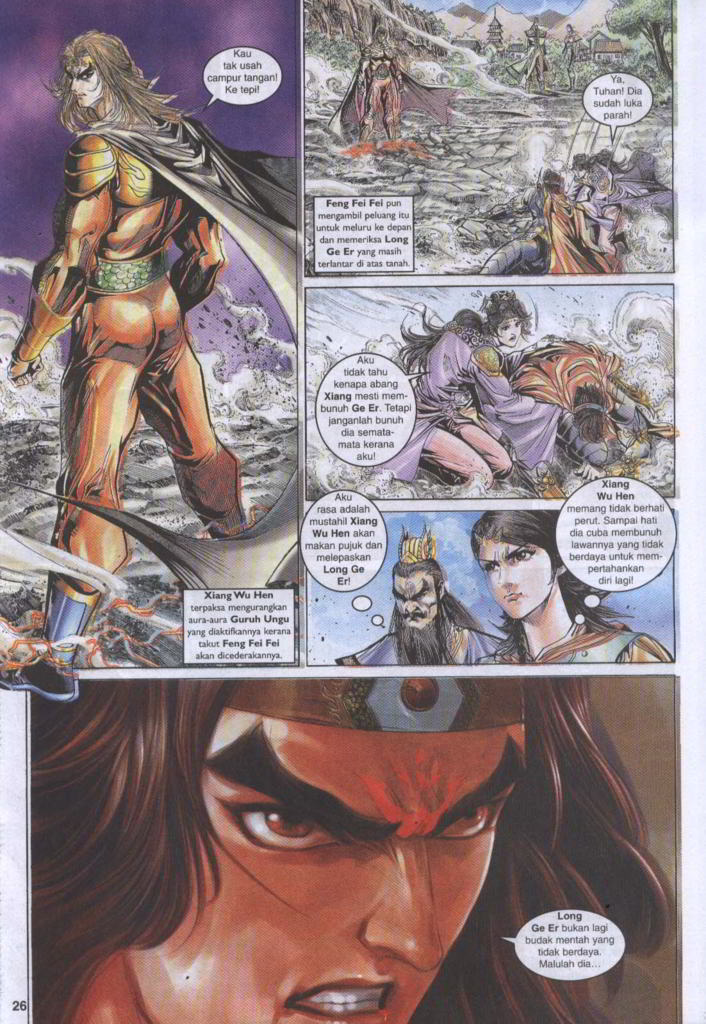 Kau
tak usah
campur tangan!
Ke tepi!
Xiang Wu Hen
terpaksa mengurangkan
aura-aura Guruh Ungu
yang diaktifkannya kerana
takut Feng Fei Fei
akan dicederakannya.
Ya,
Tuhan! Dia
sudah luka
parah!
Feng Fei Fei pun
mengambil peluang itu
untuk meluru ke depan
dan memeriksa Long
Ge Er yang masih
terlantar di atas tanah.
Aku
tidak tahu
kenapa abang
Xiang mesti mem-
bunuh Ge Er. Tetapi
janganlah bunuh
dia semata-
mata kerana
aku!
Aku
rasa adalah
mustahil Xiang
Wu Hen akan
makan pujuk dan
melepaskan
Long Ge
Er!
Xiang
Wu Hen
memang tidak berhati
perut. Sampai hati
dia cuba membunuh
lawannya yang tidak
berdaya untuk mem-
pertahankan
diri lagi!
Long
Ge Er bukan lagi
budak mentah yang
tidak berdaya.
Malulah dia...
26